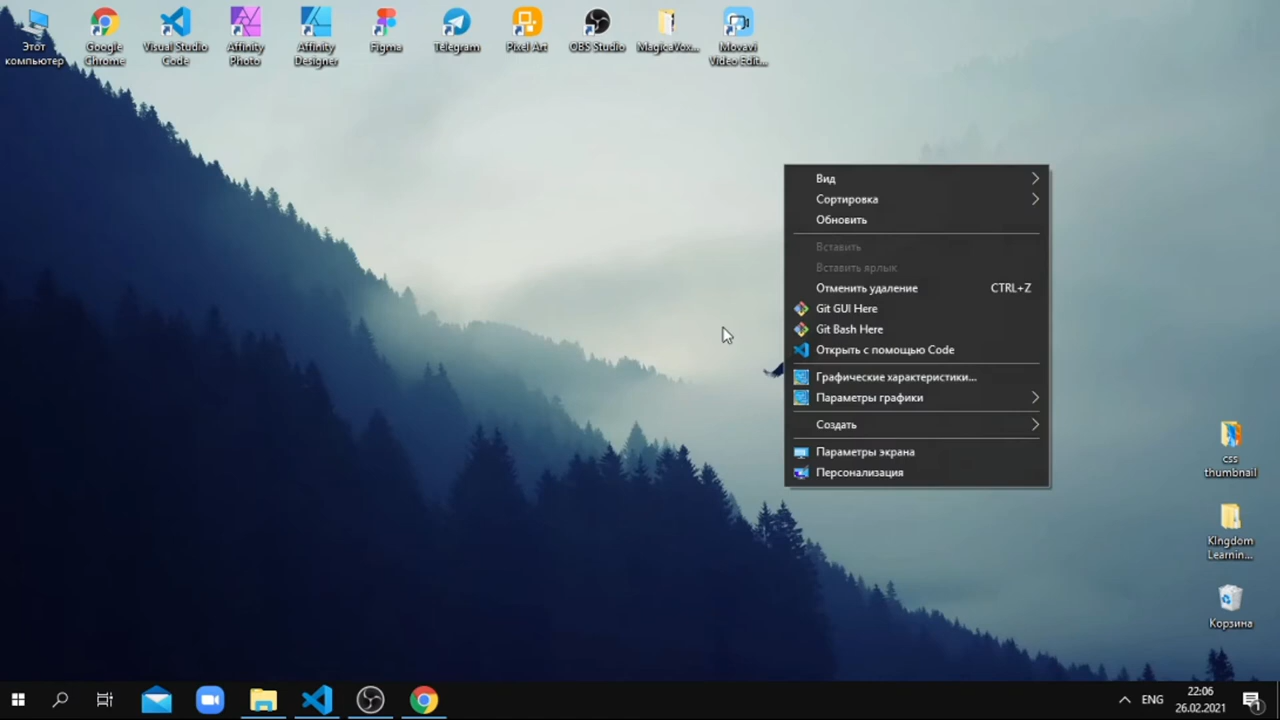 Этот
компьютер
Google
Chrome
Visual Studio
Code
Affinity
Photo
Affinity
Designer
Figma
Telegram
Pixel Art
OBS Studio
MagicaVox...
Movavi
Video Edit...
Вид
Сортировка
Обновить
Вставить
Вставить ярлык
Отменить удаление CTRL+Z
Git GUI Here
Git Bash Here
Открыть с помощью Code
Графические характеристики...
Параметры графики
Создать
Параметры экрана
Персонализация
css
thumbnail
KIngdom
Learnin...
Корзина
ENG
22:06
26.02.2021
1